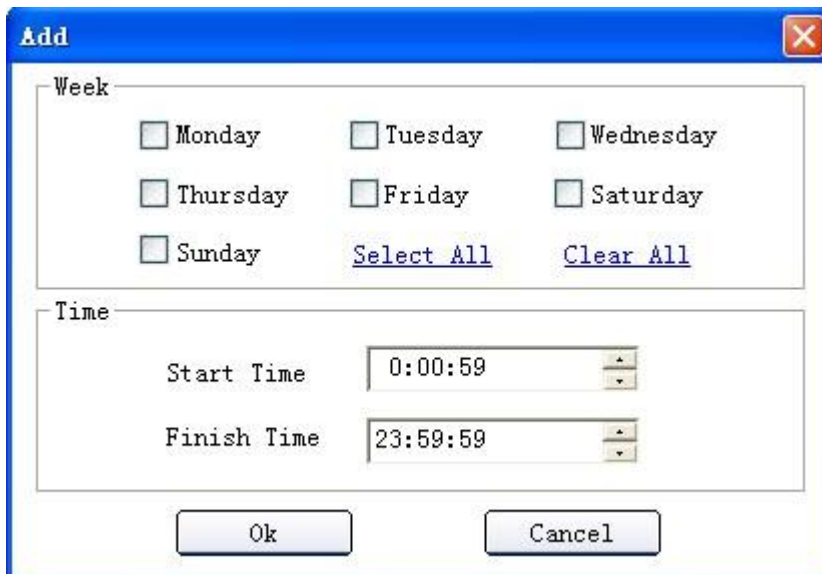 Add
Week
Monday Tuesday Wednesday
Thursday Friday Saturday
Sunday Select All Clear All
Time
Start Time 0:00:59
Finish Time 23:59:59
Ok Cancel